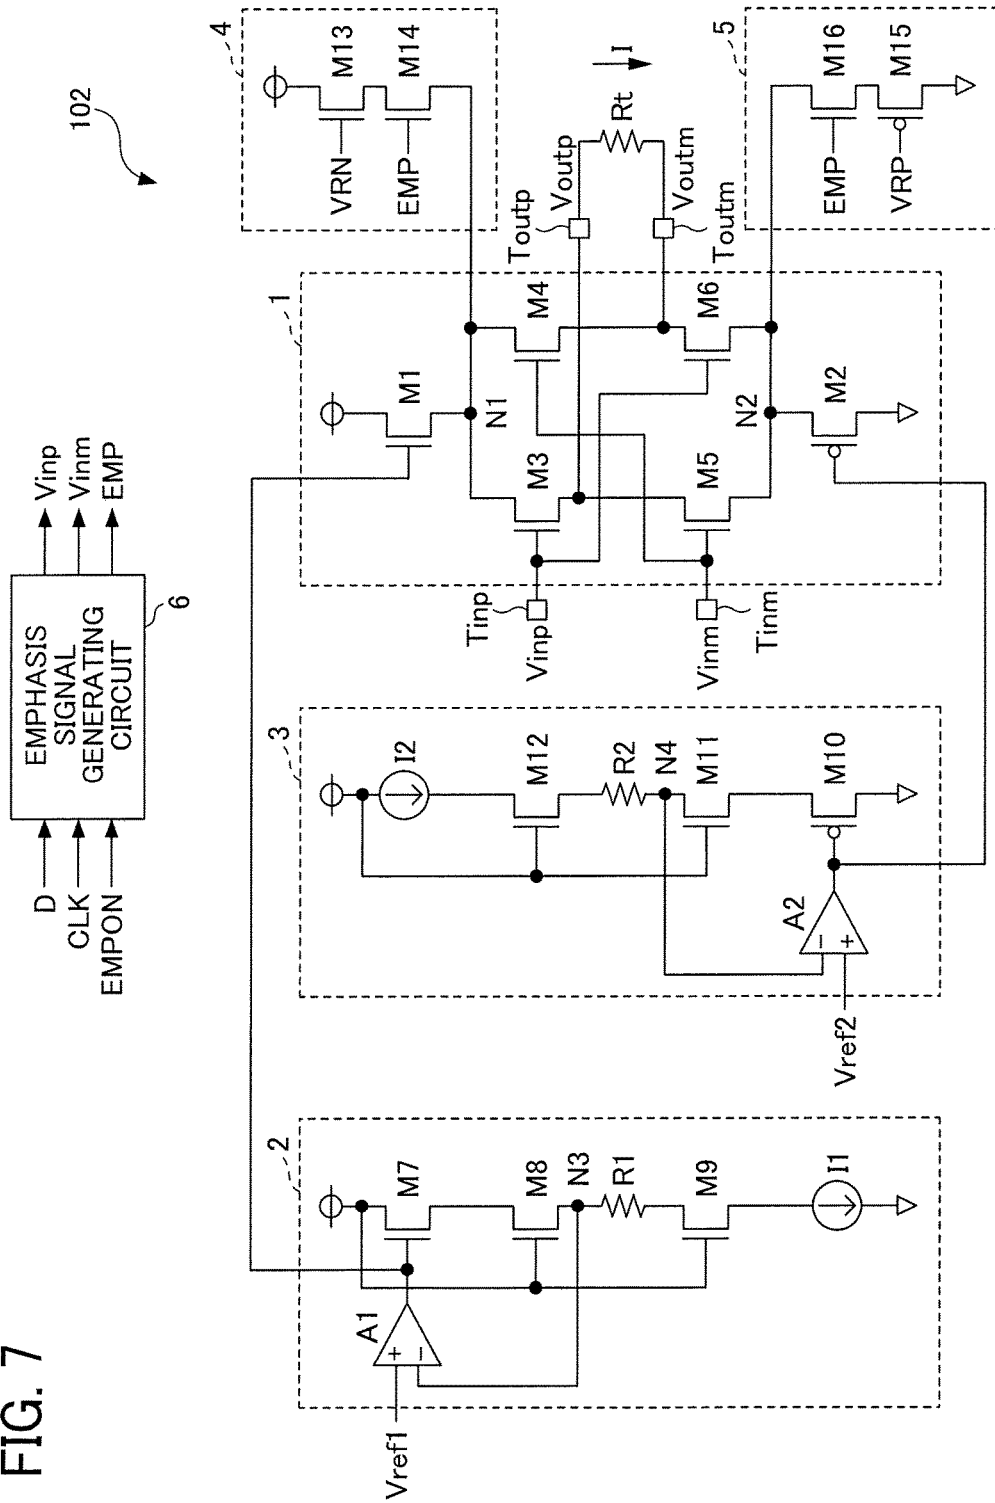 FIG. 7
102
D
CLK
EMPON
EMPHASIS
SIGNAL
GENERATING
CIRCUIT
6
Vinp
Vinm
EMP
2
Vref1
A1
+
−
M7
M8
N3
R1
M9
I1
3
I2
M12
R2
N4
M11
M10
A2
−
+
Vref2
1
M1
N1
M3
M4
M5
M6
N2
M2
Tinp
Vinp
Vinm
Tinm
Toutp
Voutp
Rt
I
Voutm
Toutm
4
VRN
M13
EMP
M14
5
EMP
M16
VRP
M15